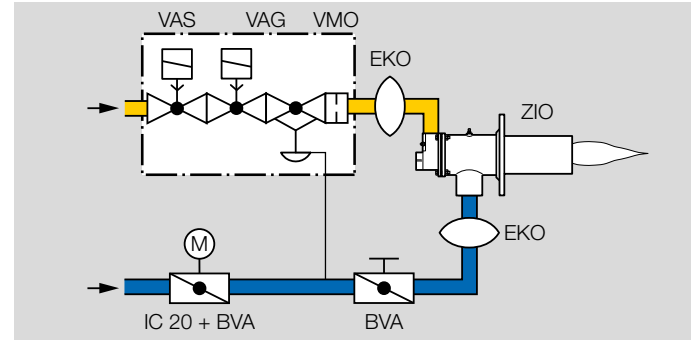 VAS VAG VMO
EKO
ZIO
EKO
M
IC 20 + BVA BVA